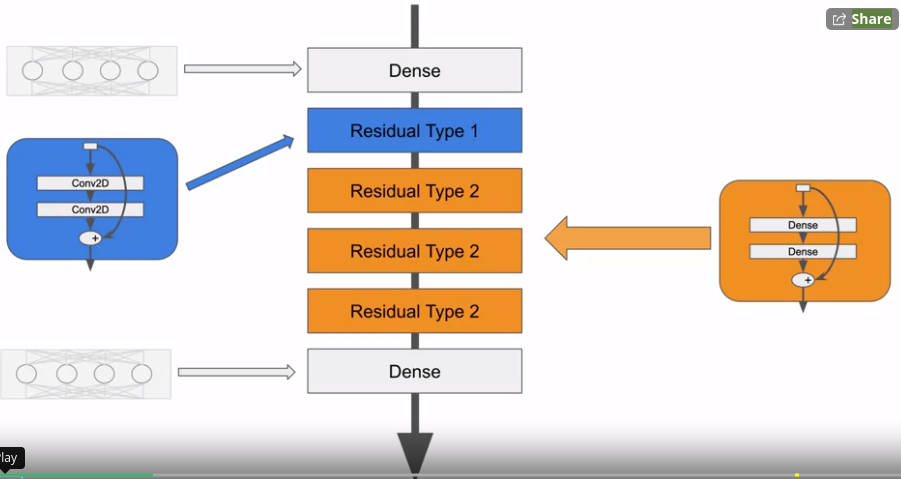 Share
Dense
Residual Type 1
Conv2D
Conv2D
+
Residual Type 2
Residual Type 2
Residual Type 2
Dense
Dense
+
Dense
lay